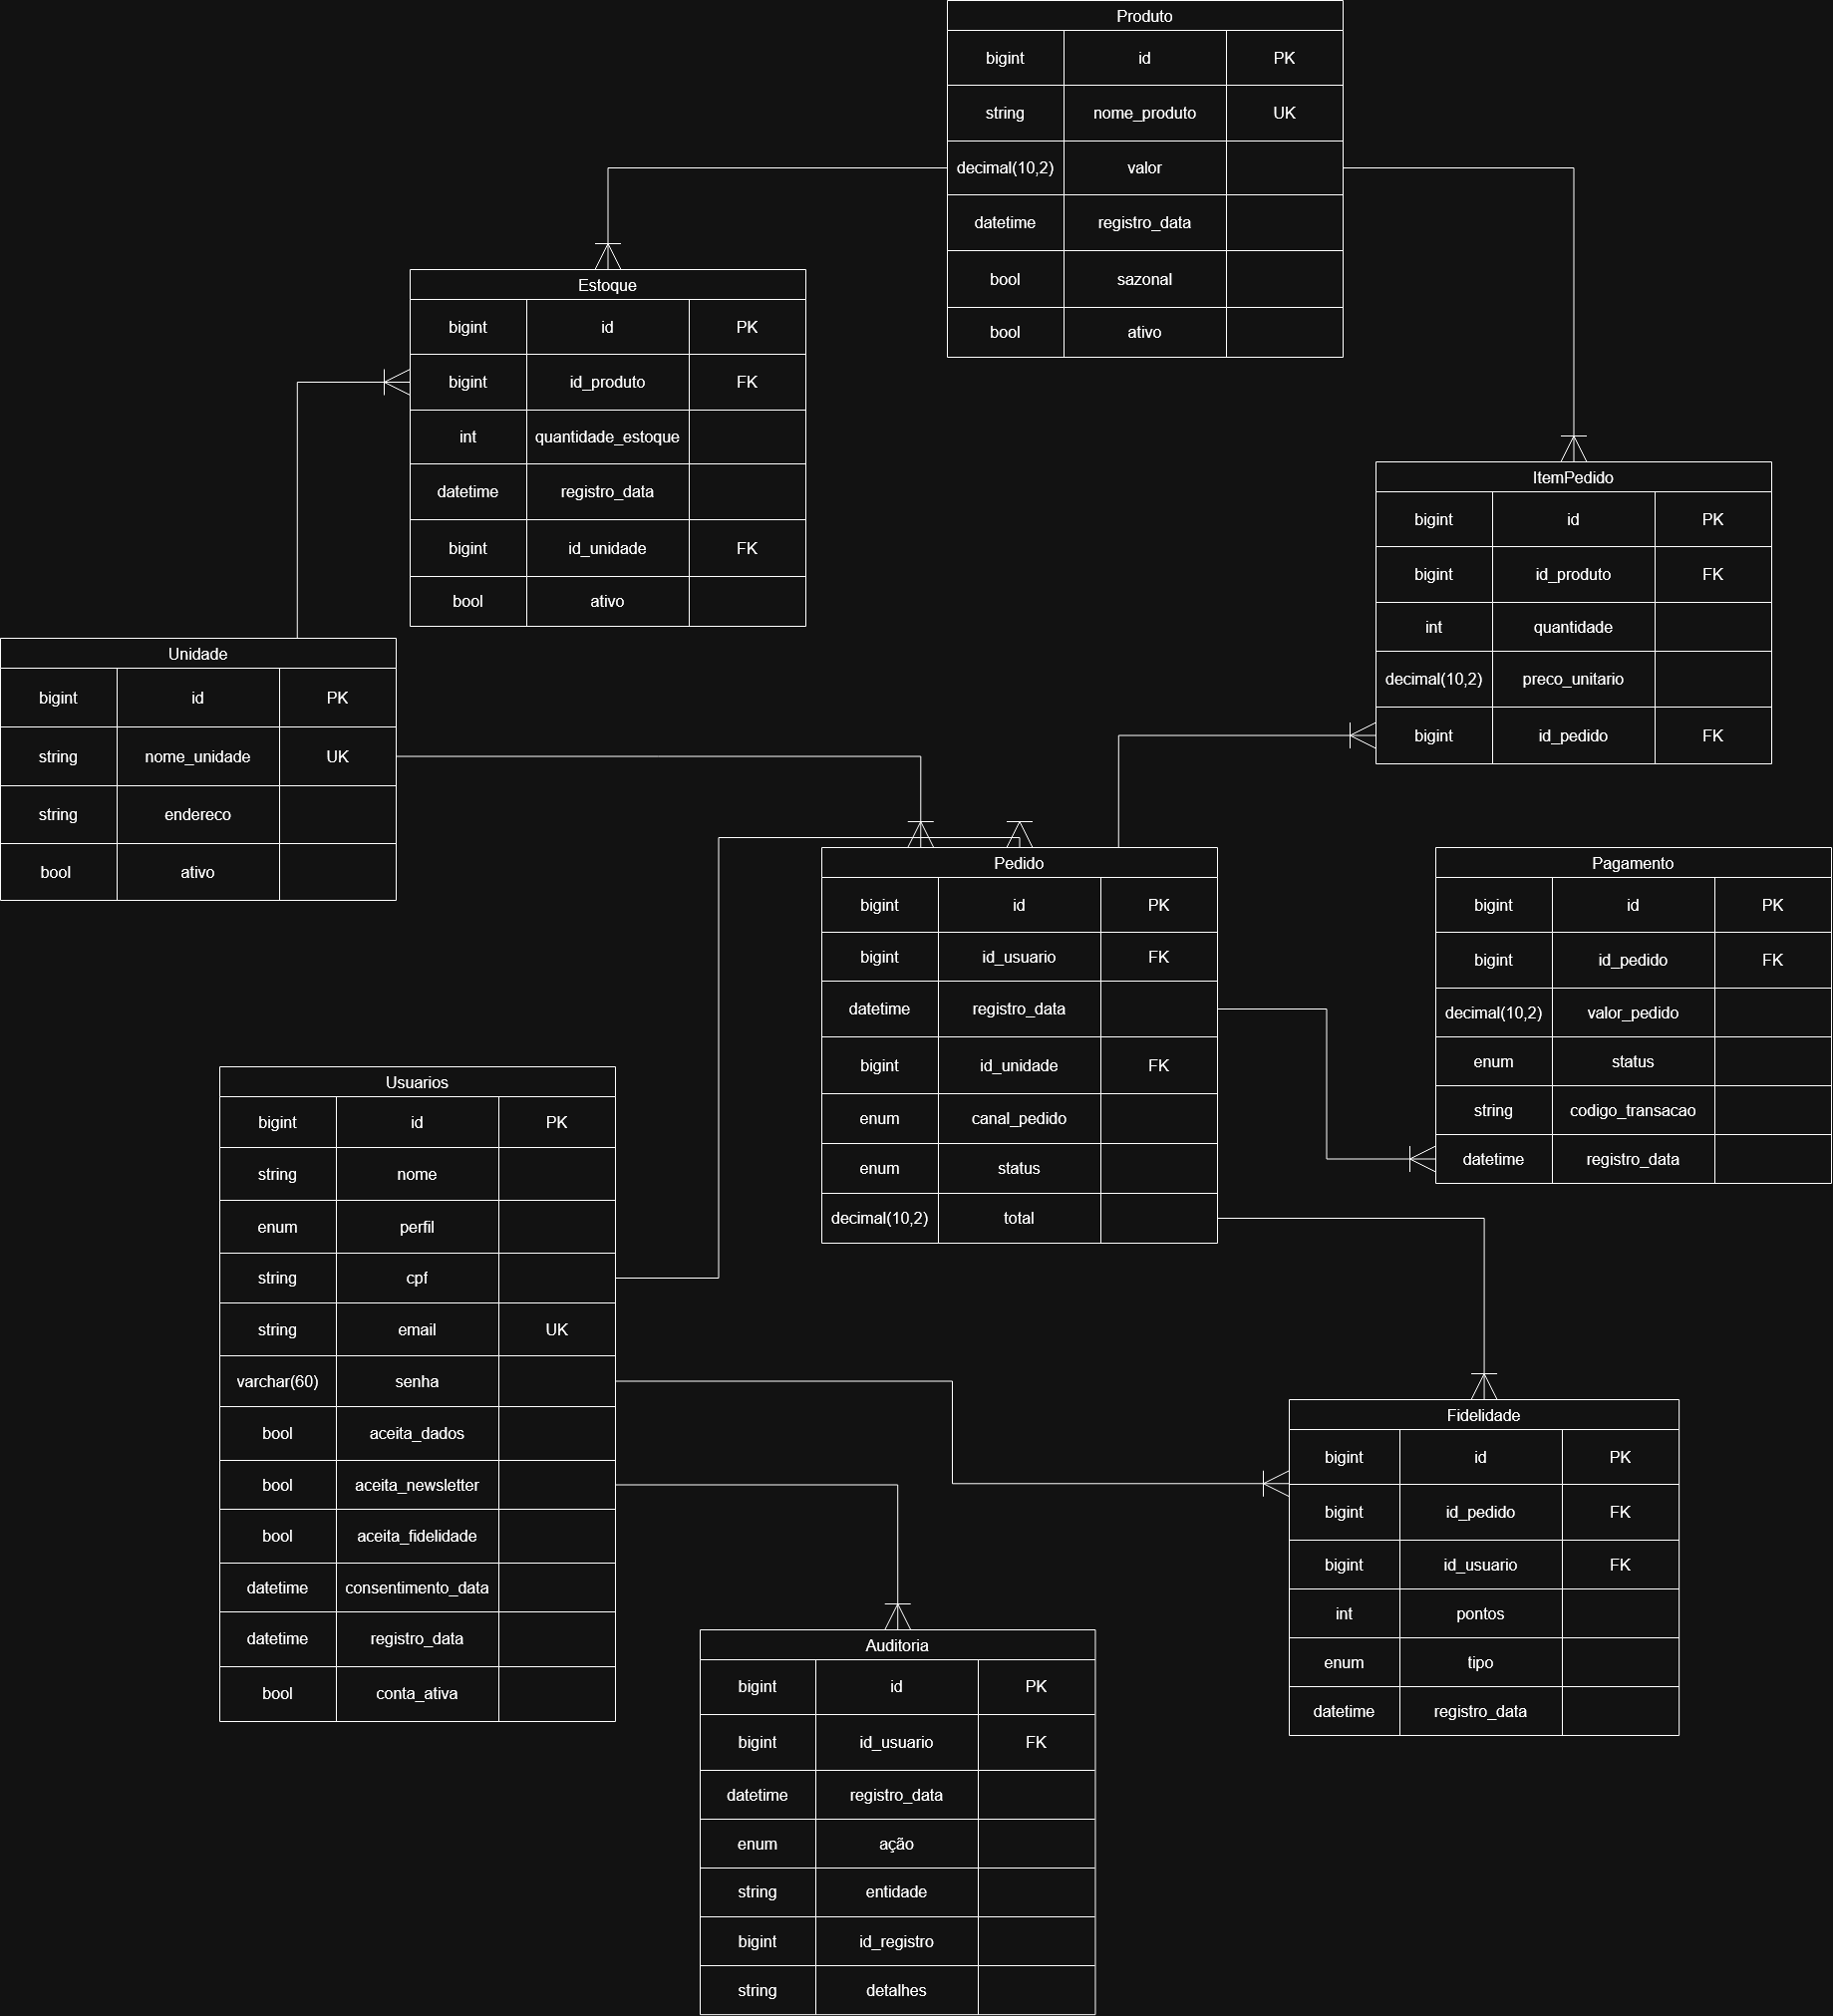 Produto
bigint id PK
string nome_produto UK
decimal(10,2) valor
datetime registro_data
bool sazonal
bool ativo
Estoque
bigint id PK
bigint id_produto FK
int quantidade_estoque
datetime registro_data
bigint id_unidade FK
bool ativo
ItemPedido
bigint id PK
bigint id_produto FK
int quantidade
decimal(10,2) preco_unitario
bigint id_pedido FK
Unidade
bigint id PK
string nome_unidade UK
string endereco
bool ativo
Pedido
bigint id PK
bigint id_usuario FK
datetime registro_data
bigint id_unidade FK
enum canal_pedido
enum status
decimal(10,2) total
Pagamento
bigint id PK
bigint id_pedido FK
decimal(10,2) valor_pedido
enum status
string codigo_transacao
datetime registro_data
Usuarios
bigint id PK
string nome
enum perfil
string cpf
string email UK
varchar(60) senha
bool aceita_dados
bool aceita_newsletter
bool aceita_fidelidade
datetime consentimento_data
datetime registro_data
bool conta_ativa
Fidelidade
bigint id PK
bigint id_pedido FK
bigint id_usuario FK
int pontos
enum tipo
datetime registro_data
Auditoria
bigint id PK
bigint id_usuario FK
datetime registro_data
enum ação
string entidade
bigint id_registro
string detalhes